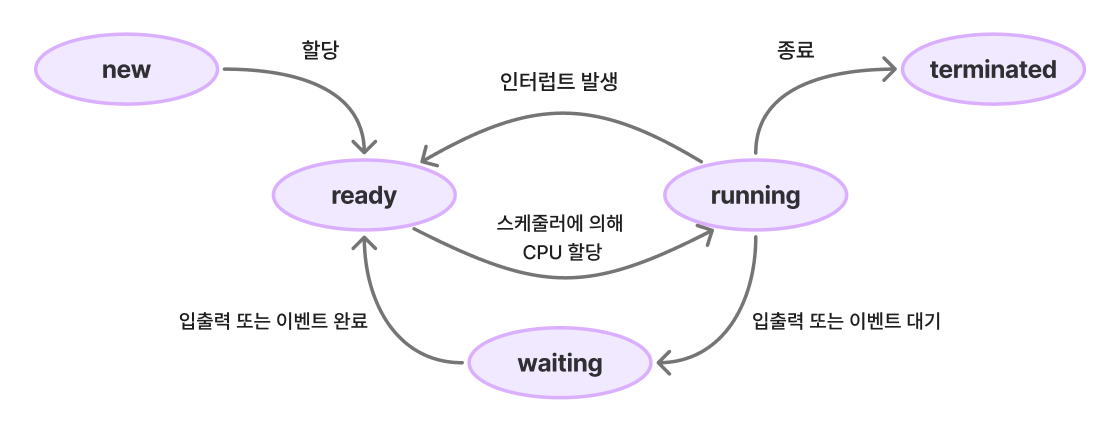 new
할당
인터럽트 발생
종료
terminated
ready
running
스케줄러에 의해
CPU 할당
입출력 또는 이벤트 완료
입출력 또는 이벤트 대기
waiting